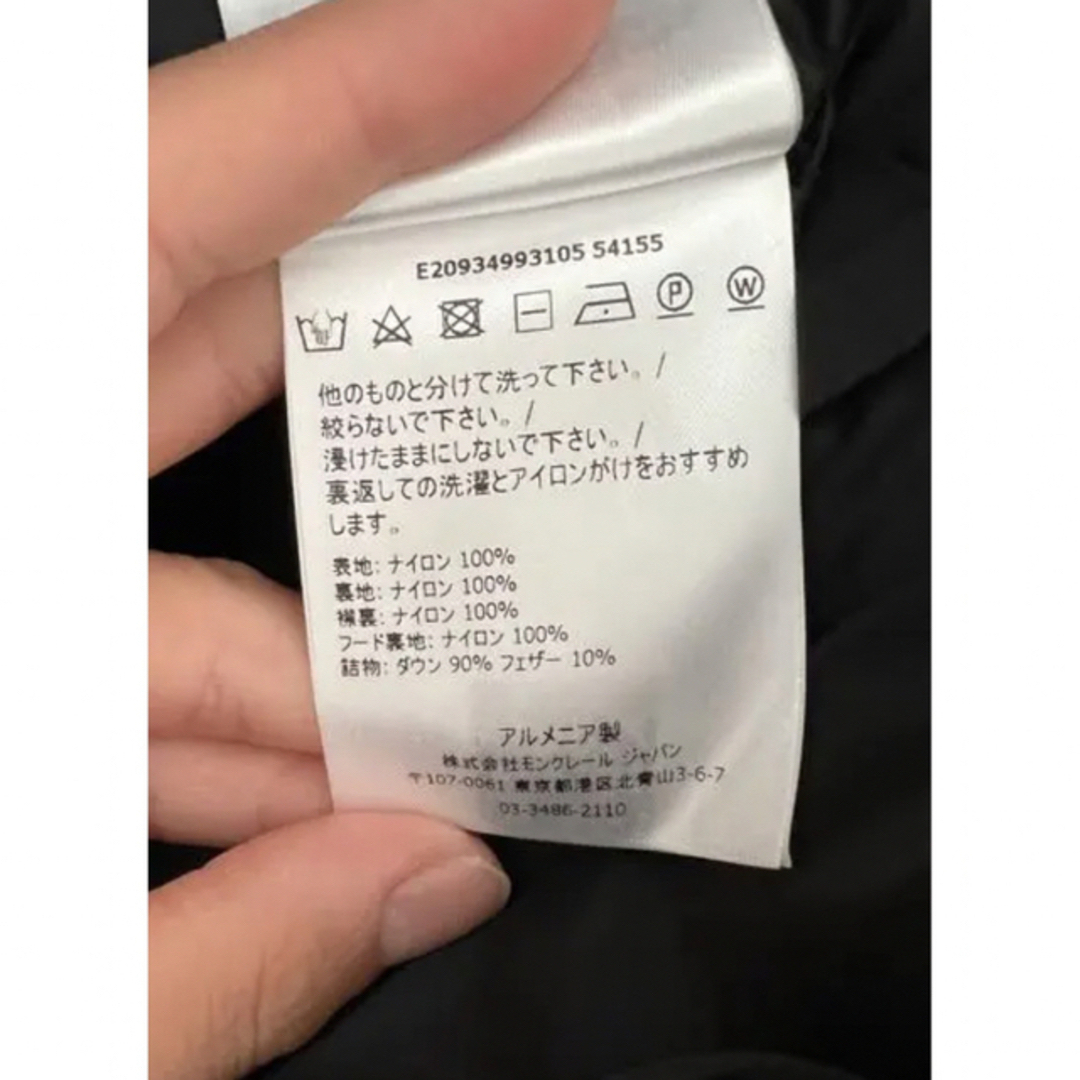 E20934993105 54155
P W
他のものと分けて洗って下さい。/
絞らないで下さい。/
浸けたままにしないで下さい。/
裏返しての洗濯とアイロンがけをおすすめ
します。
表地: ナイロン 100%
裏地: ナイロン 100%
襟裏: ナイロン 100%
フード裏地: ナイロン 100%
詰物: ダウン 90% フェザー 10%
アルメニア製
株式会社モンクレール ジャパン
〒107-0061 東京都港区北青山3-6-7
03-3486-2110